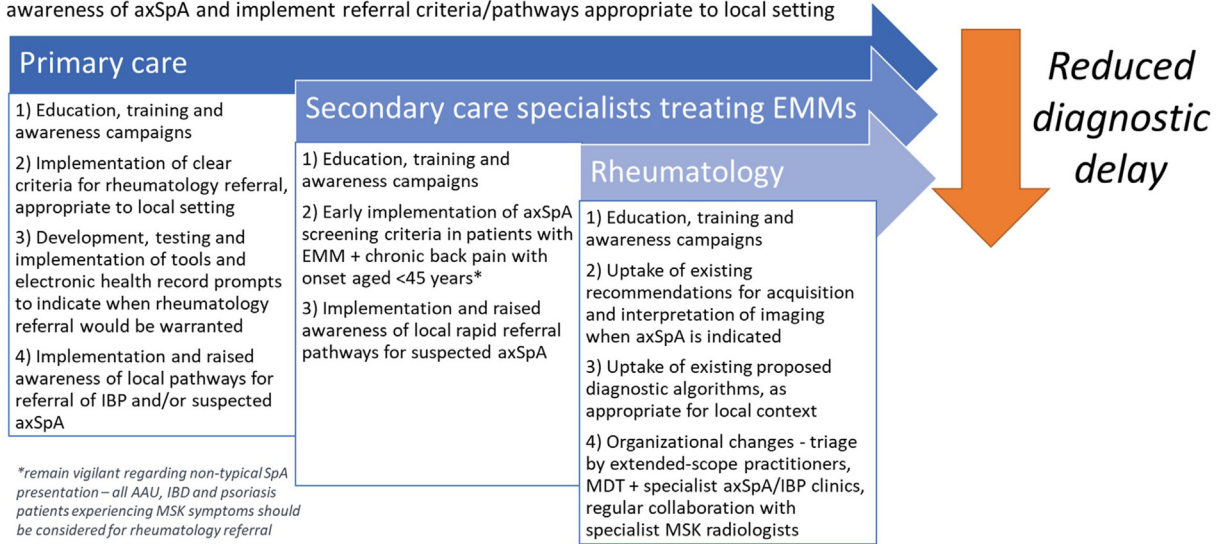 awareness of axSpA and implement referral criteria/pathways appropriate to local setting
Primary care
1) Education, training and
awareness campaigns
2) Implementation of clear
criteria for rheumatology referral,
appropriate to local setting
3) Development, testing and
implementation of tools and
electronic health record prompts
to indicate when rheumatology
referral would be warranted
4) Implementation and raised
awareness of local pathways for
referral of IBP and/or suspected
axSpA
*remain vigilant regarding non-typical SpA
presentation – all AAU, IBD and psoriasis
patients experiencing MSK symptoms should
be considered for rheumatology referral
Secondary care specialists treating EMMs
1) Education, training and
awareness campaigns
2) Early implementation of axSpA
screening criteria in patients with
EMM + chronic back pain with
onset aged <45 years*
3) Implementation and raised
awareness of local rapid referral
pathways for suspected axSpA
Rheumatology
1) Education, training and
awareness campaigns
2) Uptake of existing
recommendations for acquisition
and interpretation of imaging
when axSpA is indicated
3) Uptake of existing proposed
diagnostic algorithms, as
appropriate for local context
4) Organizational changes - triage
by extended-scope practitioners,
MDT + specialist axSpA/IBP clinics,
regular collaboration with
specialist MSK radiologists
Reduced
diagnostic
delay